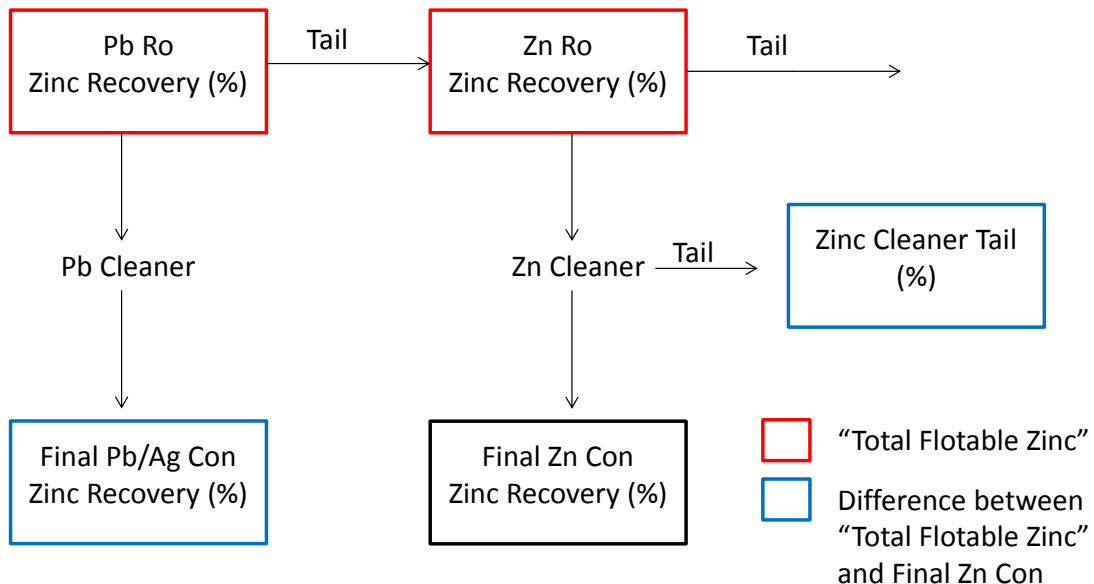 Pb Ro
Zinc Recovery (%)
Tail
Zn Ro
Zinc Recovery (%)
Tail
Pb Cleaner
Zn Cleaner
Tail
Zinc Cleaner Tail
(%)
Final Pb/Ag Con
Zinc Recovery (%)
Final Zn Con
Zinc Recovery (%)
“Total Flotable Zinc”
Difference between
“Total Flotable Zinc”
and Final Zn Con